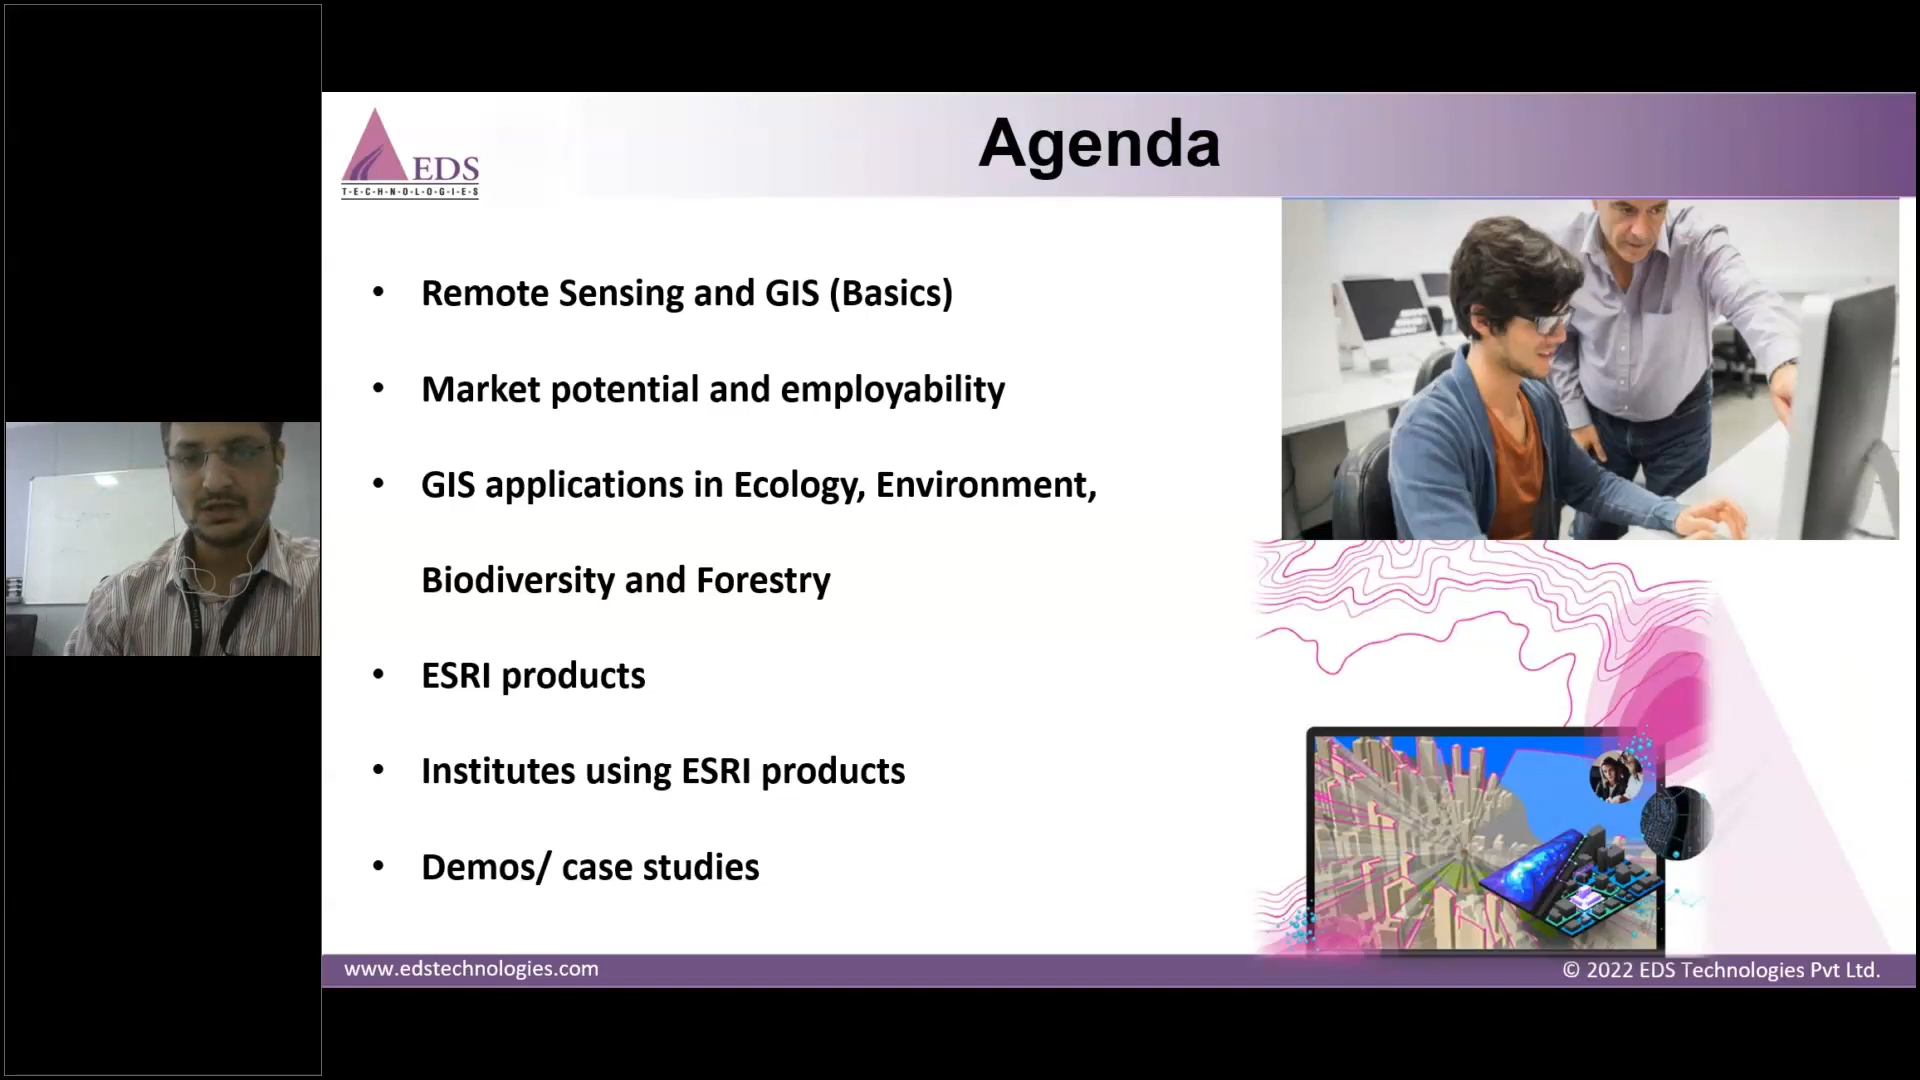 EDS
T·E·C·H·N·O·L·O·G·I·E·S
Agenda
• Remote Sensing and GIS (Basics)
• Market potential and employability
• GIS applications in Ecology, Environment,
Biodiversity and Forestry
• ESRI products
• Institutes using ESRI products
• Demos/ case studies
www.edstechnologies.com
© 2022 EDS Technologies Pvt Ltd.